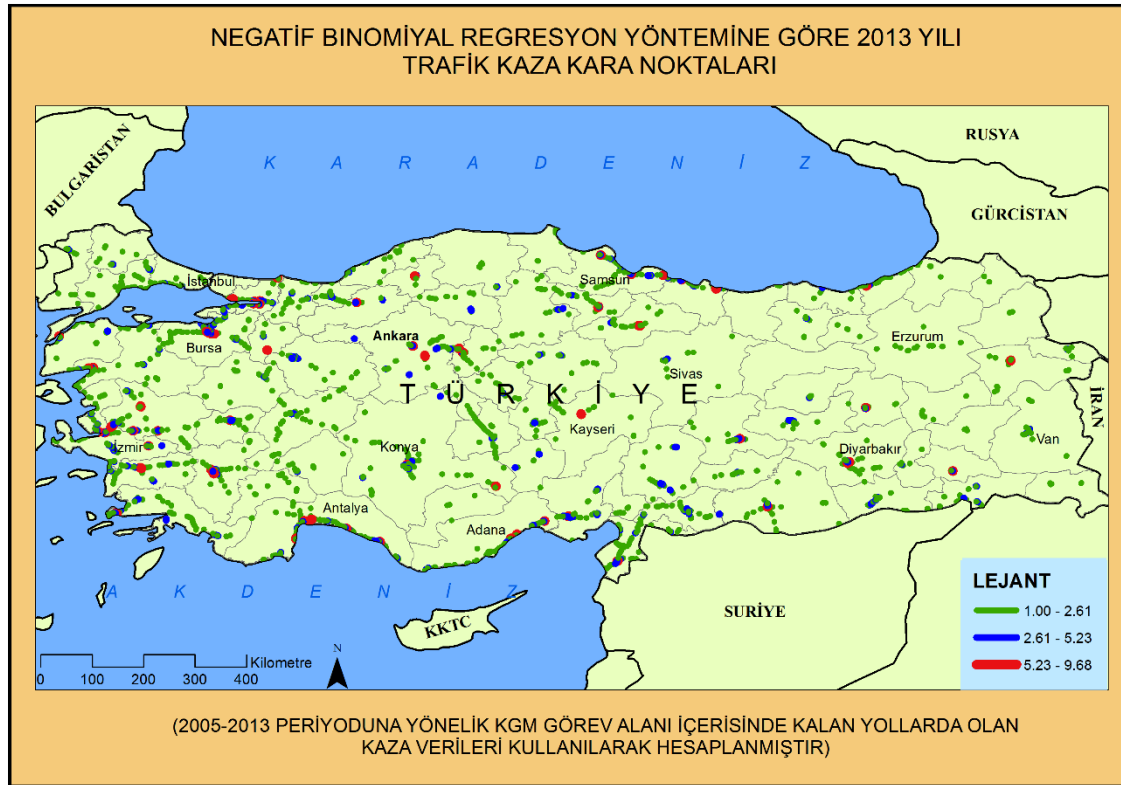 NEGATİF BINOMİYAL REGRESYON YÖNTEMİNE GÖRE 2013 YILI
TRAFİK KAZA KARA NOKTALARI
BULGARİSTAN
K A R A D E N İ Z
RUSYA
GÜRCİSTAN
İstanbul
Samsun
Bursa
Ankara
Erzurum
Sivas
T Ü R K İ Y E
İRAN
Kayseri
İzmir
Konya
Diyarbakır
Van
Antalya
Adana
A K D E N İ Z
KKTC
SURİYE
LEJANT
1.00 - 2.61
2.61 - 5.23
5.23 - 9.68
N
Kilometre
0 100 200 300 400
(2005-2013 PERİYODUNA YÖNELİK KGM GÖREV ALANI İÇERİSİNDE KALAN YOLLARDA OLAN
KAZA VERİLERİ KULLANILARAK HESAPLANMIŞTIR)